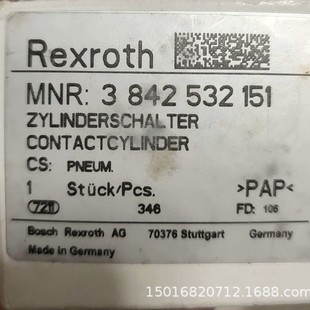 Rexroth
MNR: 3 842 532 151
ZYLINDERSCHALTER
CONTACTCYLINDER
CS: PNEUM.
1 Stück/Pcs. >PAP<
7211 346 FD: 106
Bosch Rexroth AG 70376 Stuttgart Germany
Made in Germany
15016820712.1688.com